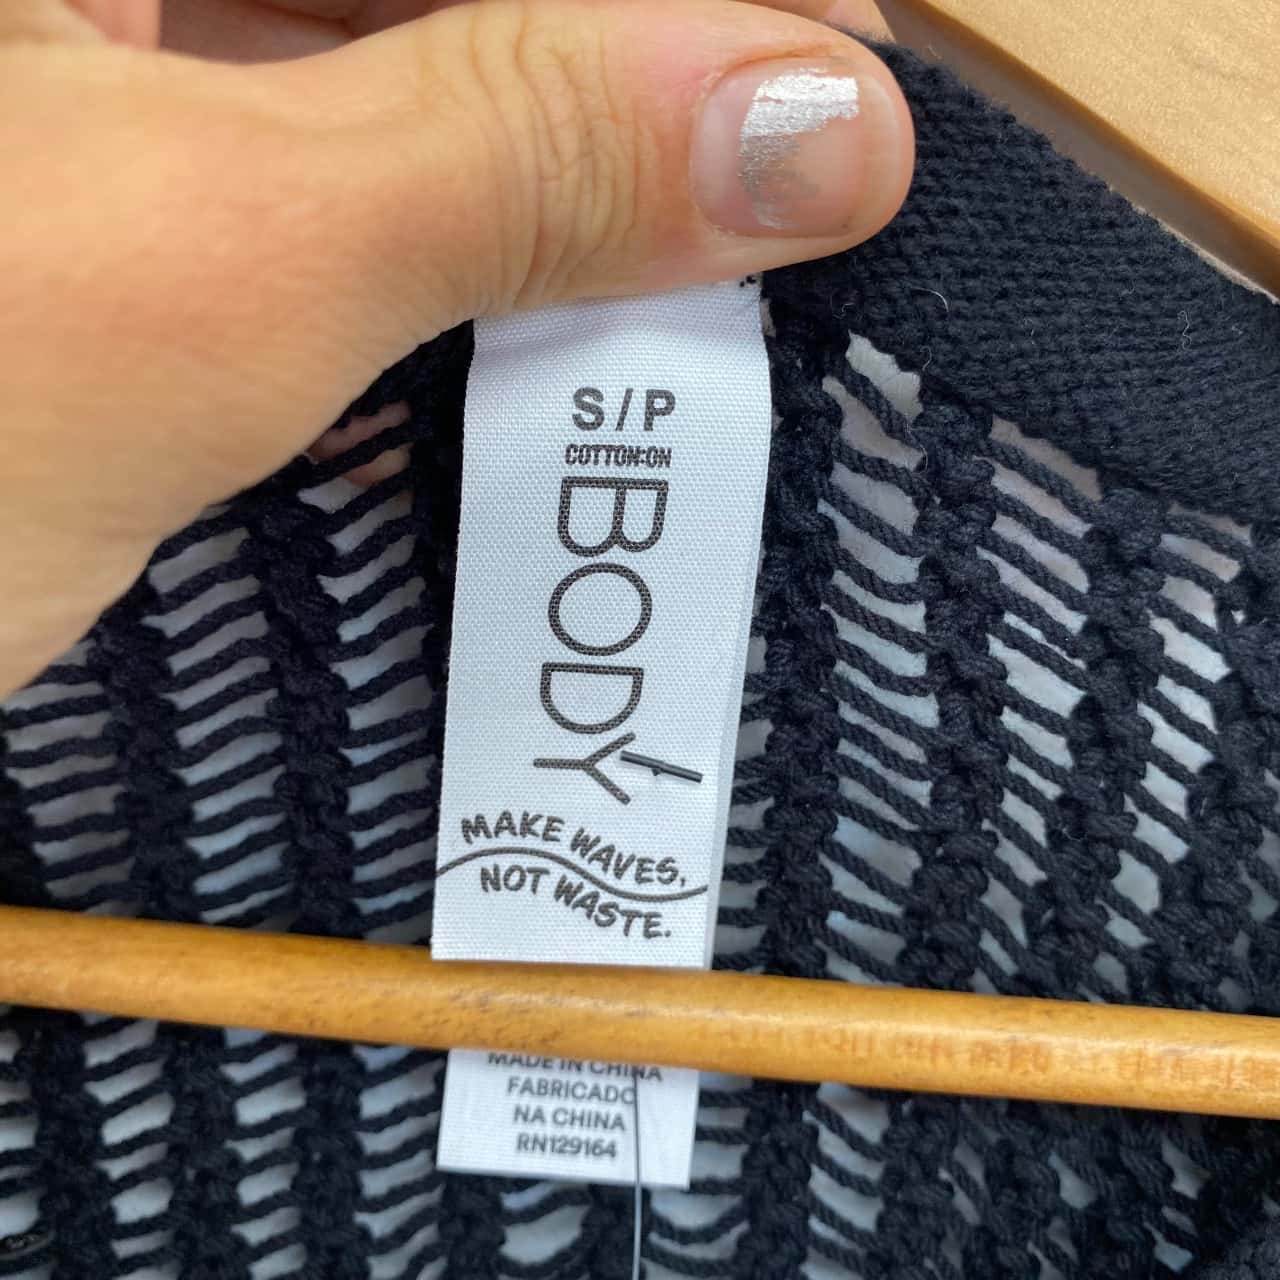 S / P
COTTON:ON
BODY
MAKE WAVES,
NOT WASTE.
MADE IN CHINA
FABRICADO
NA CHINA
RN129164